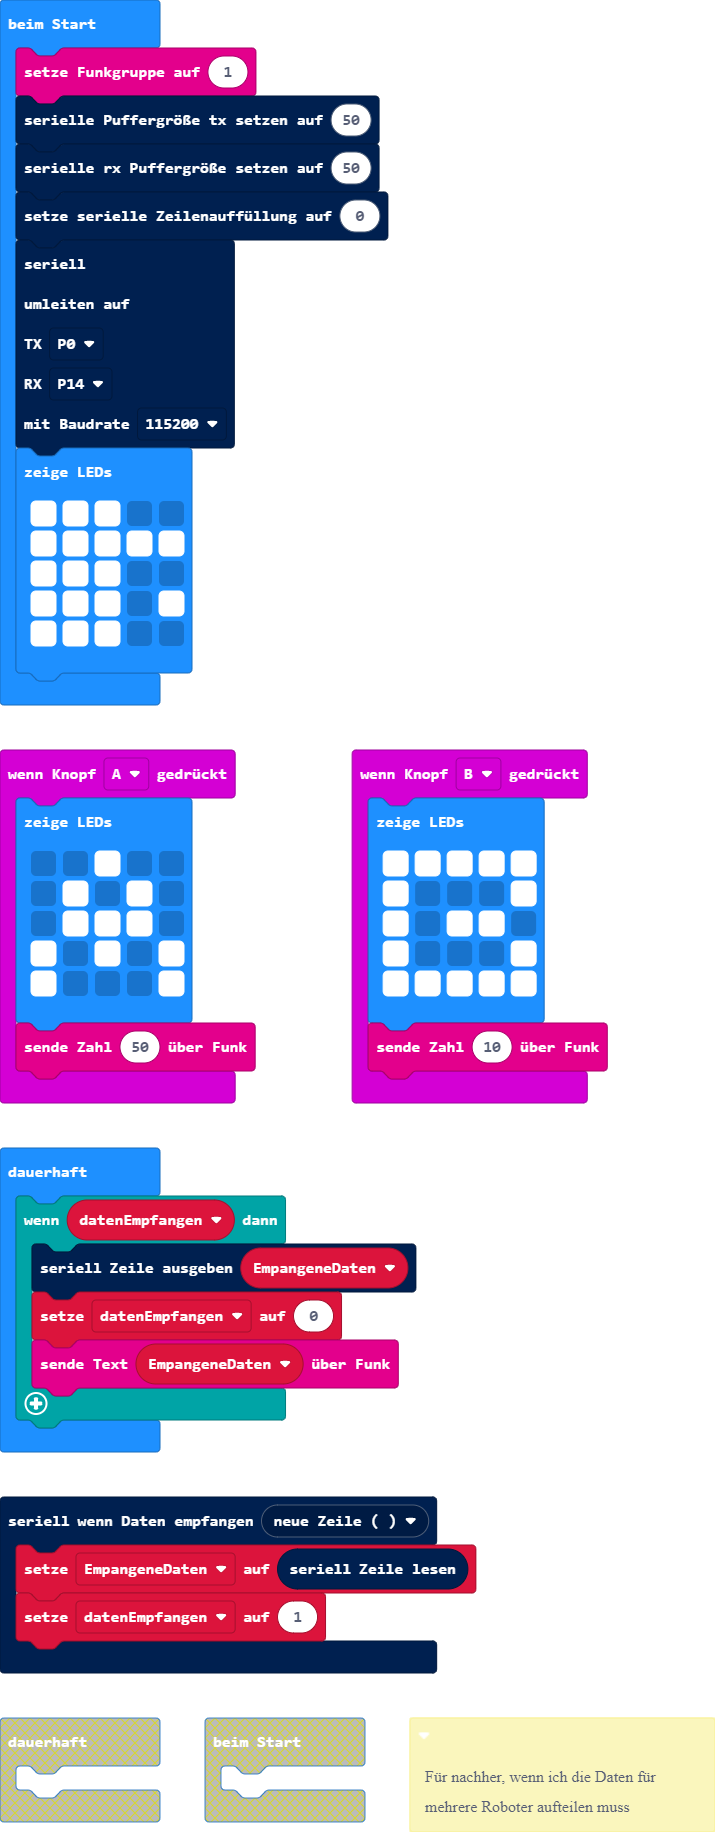 beim Start
setze Funkgruppe auf 1
serielle Puffergröße tx setzen auf 50
serielle rx Puffergröße setzen auf 50
setze serielle Zeilenauffüllung auf 0
seriell
umleiten auf
TX P0
RX P14
mit Baudrate 115200
zeige LEDs
wenn Knopf A gedrückt
zeige LEDs
sende Zahl 50 über Funk
wenn Knopf B gedrückt
zeige LEDs
sende Zahl 10 über Funk
dauerhaft
wenn datenEmpfangen dann
seriell Zeile ausgeben EmpangeneDaten
setze datenEmpfangen auf 0
sende Text EmpangeneDaten über Funk
seriell wenn Daten empfangen neue Zeile ( )
setze EmpangeneDaten auf seriell Zeile lesen
setze datenEmpfangen auf 1
dauerhaft
beim Start
Für nachher, wenn ich die Daten für
mehrere Roboter aufteilen muss